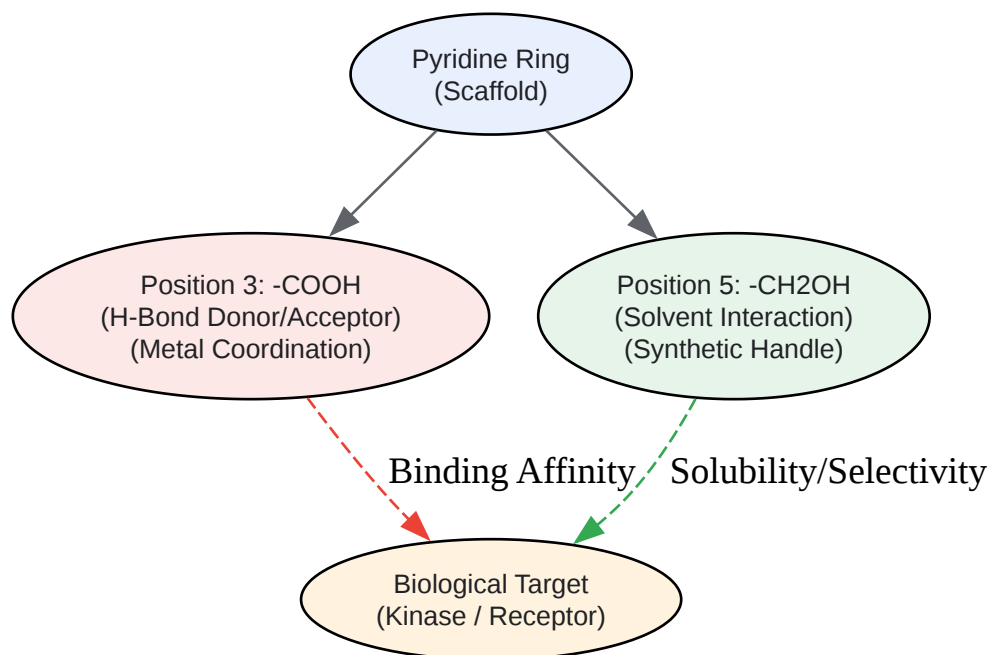 Pyridine Ring
(Scaffold)
Position 3: -COOH
(H-Bond Donor/Acceptor)
(Metal Coordination)
Position 5: -CH2OH
(Solvent Interaction)
(Synthetic Handle)
Binding Affinity
Solubility/Selectivity
Biological Target
(Kinase / Receptor)